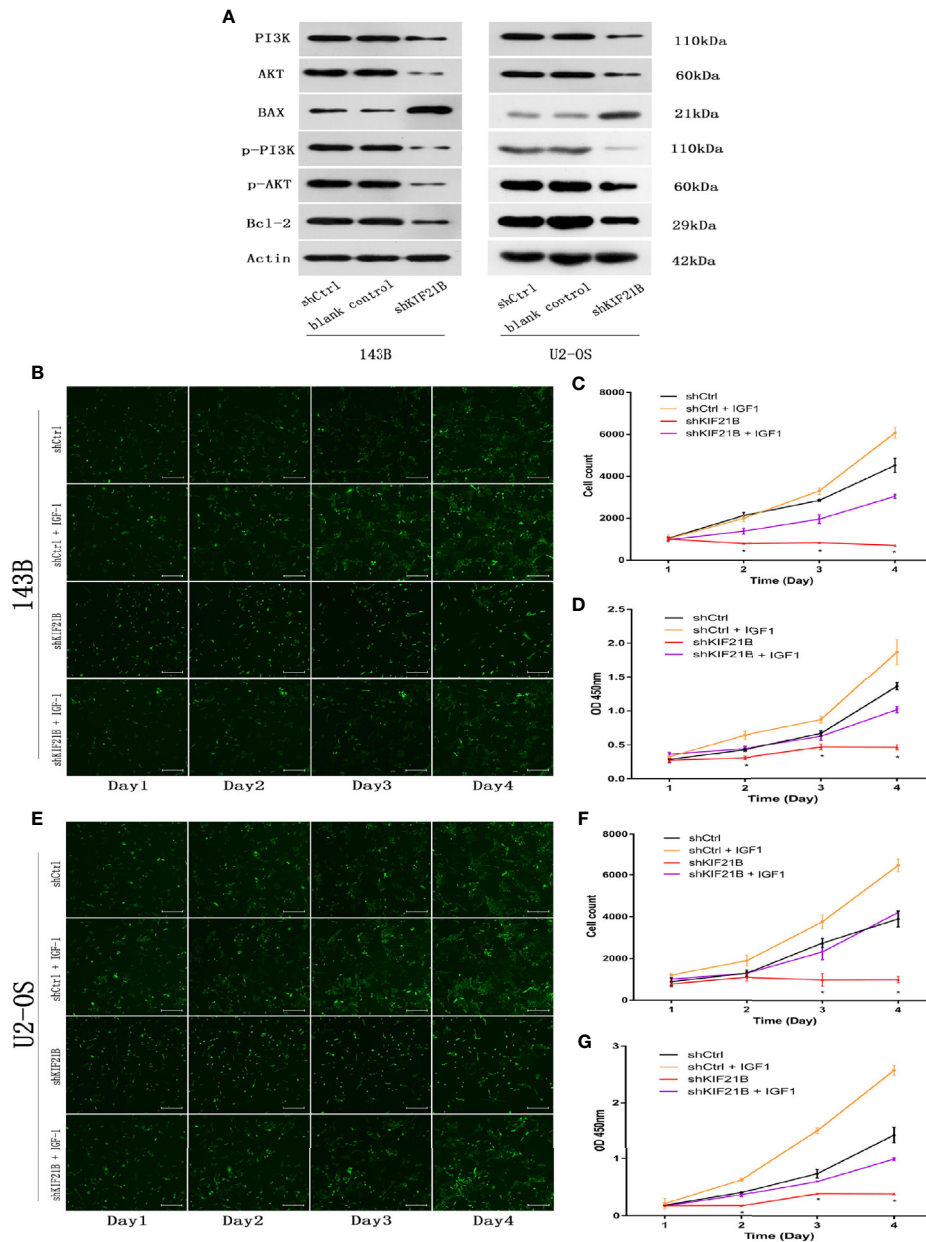 A
PI3K 110kDa
AKT 60kDa
BAX 21kDa
p-PI3K 110kDa
p-AKT 60kDa
Bcl-2 29kDa
Actin 42kDa
shCtrl blank control shKIF21B shCtrl blank control shKIF21B
143B U2-OS
B
143B
shCtrl
shCtrl + IGF-1
shKIF21B
shKIF21B + IGF-1
Day1 Day2 Day3 Day4
C
8000
6000
4000
2000
0
Cell count
shCtrl
shCtrl + IGF1
shKIF21B
shKIF21B + IGF1
* * *
1 2 3 4
Time (Day)
D
2.5
2.0
1.5
1.0
0.5
0.0
OD 450nm
shCtrl
shCtrl + IGF1
shKIF21B
shKIF21B + IGF1
* * *
1 2 3 4
Time (Day)
E
U2-OS
shCtrl
shCtrl + IGF-1
shKIF21B
shKIF21B + IGF-1
Day1 Day2 Day3 Day4
F
8000
6000
4000
2000
0
Cell count
shCtrl
shCtrl + IGF1
shKIF21B
shKIF21B + IGF1
* *
1 2 3 4
Time (Day)
G
3
2
1
0
OD 450nm
shCtrl
shCtrl + IGF1
shKIF21B
shKIF21B + IGF1
* * *
1 2 3 4
Time (Day)